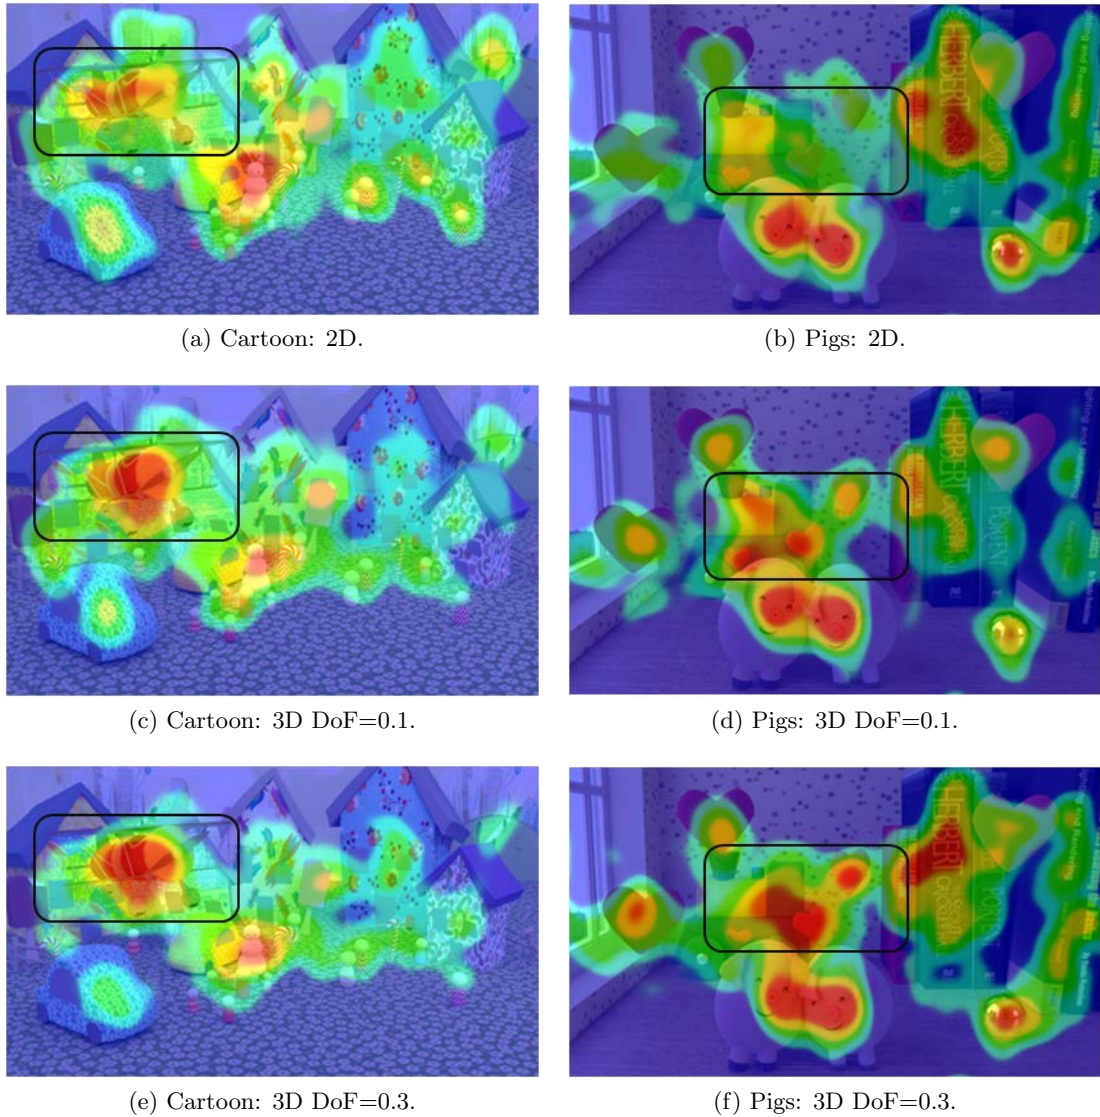 (a) Cartoon: 2D.
(b) Pigs: 2D.
(c) Cartoon: 3D DoF=0.1.
(d) Pigs: 3D DoF=0.1.
(e) Cartoon: 3D DoF=0.3.
(f) Pigs: 3D DoF=0.3.